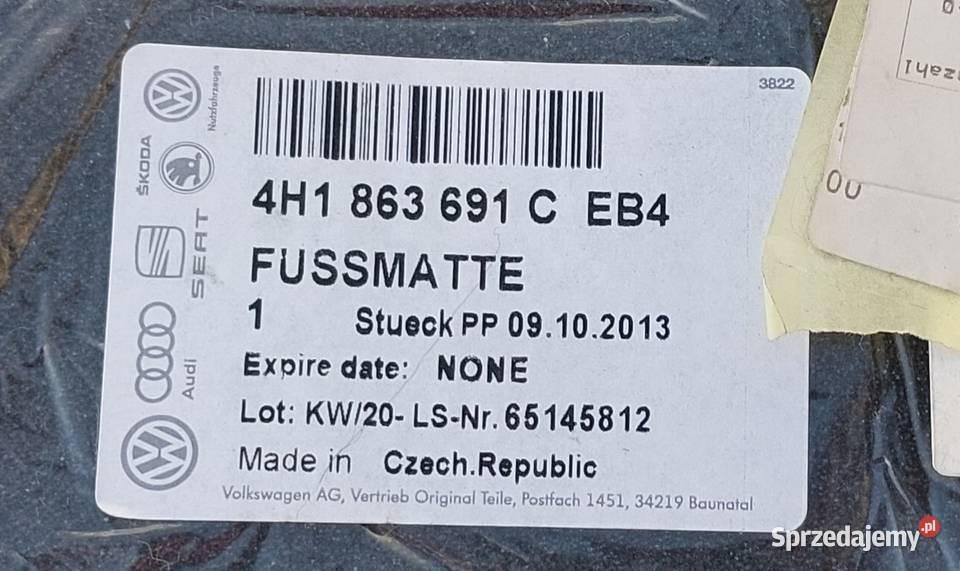 3822
Nutzfahrzeuge
ŠKODA
SEAT
Audi
4H1 863 691 C EB4
FUSSMATTE
1 Stueck PP 09.10.2013
Expire date: NONE
Lot: KW/20- LS-Nr. 65145812
Made in Czech.Republic
Volkswagen AG, Vertrieb Original Teile, Postfach 1451, 34219 Baunatal
00
Sprzedajemy.pl